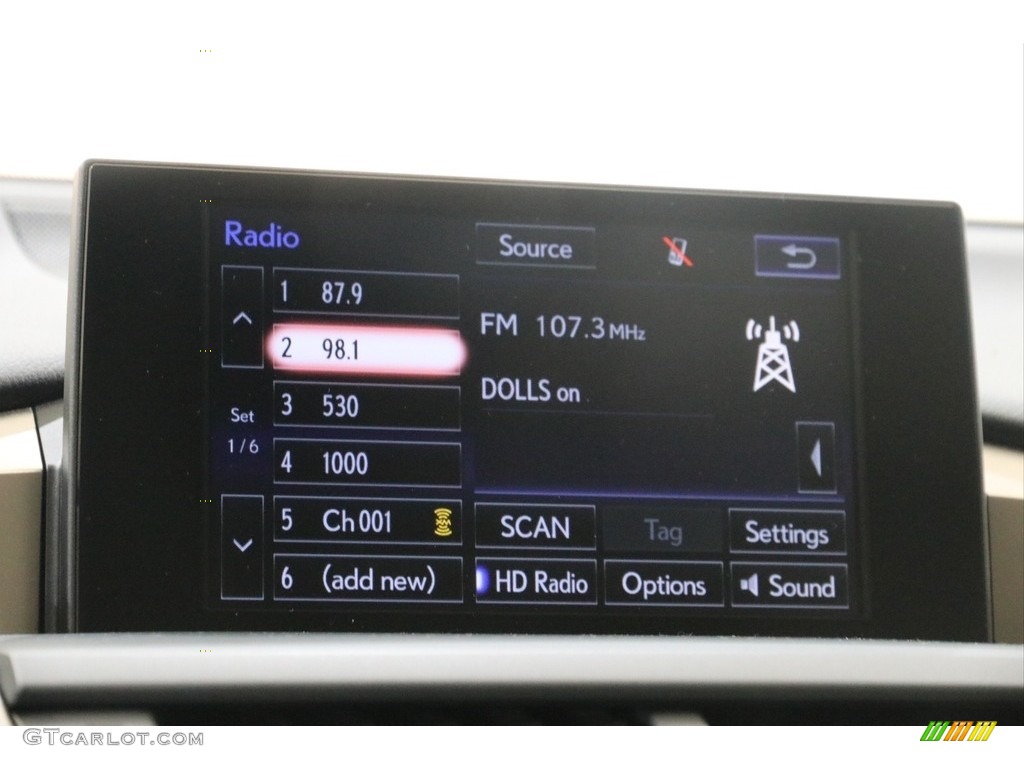 Radio
Source
1 87.9
2 98.1
FM 107.3 MHz
3 530
DOLLS on
Set
1/6
4 1000
5 Ch 001
SCAN
Tag
Settings
6 (add new)
HD Radio
Options
Sound
GTCARLOT.COM